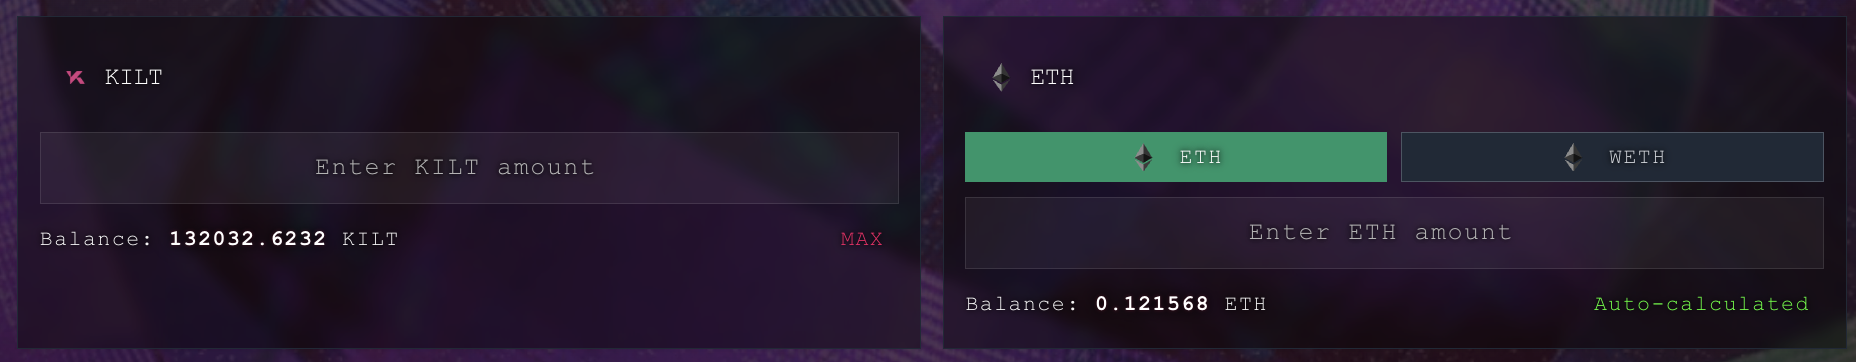 KILT
Enter KILT amount
Balance: 132032.6232 KILT
MAX
ETH
ETH
WETH
Enter ETH amount
Balance: 0.121568 ETH
Auto-calculated